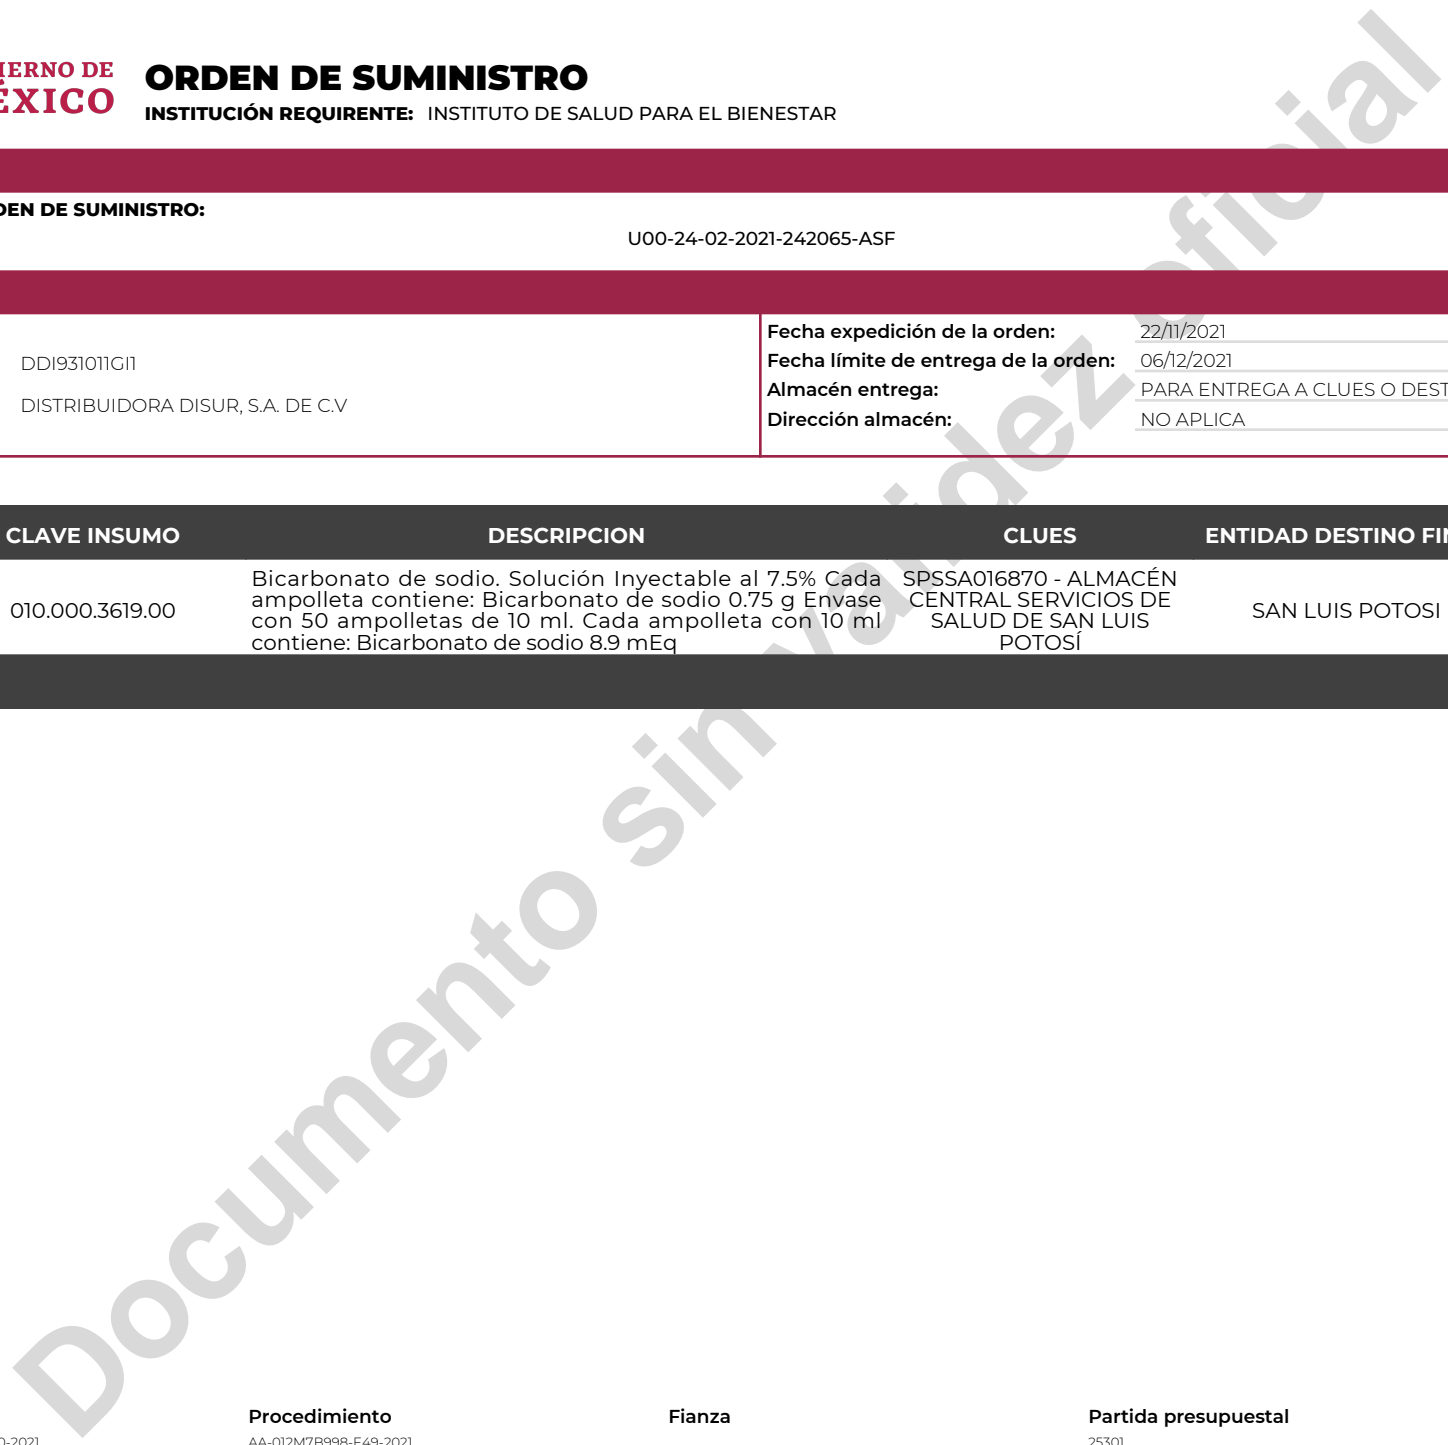 ORDEN DE SUMINISTRO
INSTITUCIÓN REQUIRENTE: INSTITUTO DE SALUD PARA EL BIENESTAR
DE
ÉXICO
DE SUMINISTRO:
U00-24-02-2021-242065-ASF
DDI931011GI1
DISTRIBUIDORA DISUR, S.A. DE C.V
Fecha expedición de la orden: 22/11/2021
Fecha límite de entrega de la orden: 06/12/2021
Almacén entrega: PARA ENTREGA A CLUES O DEST
Dirección almacén: NO APLICA
CLAVE INSUMO DESCRIPCION CLUES ENTIDAD DESTINO
010.000.3619.00
Bicarbonato de sodio. Solución Inyectable al 7.5% Cada
ampolleta contiene: Bicarbonato de sodio 0.75 g Envase
con 50 ampolletas de 10 ml. Cada ampolleta con 10 ml
contiene: Bicarbonato de sodio 8.9 mEq
SPSSA016870 - ALMACÉN
CENTRAL SERVICIOS DE
SALUD DE SAN LUIS
POTOSÍ
SAN LUIS POTOSI
Documento sin validez oficial
Procedimiento Fianza Partida presupuestal
AA-012M7B998-E49-2021 25301